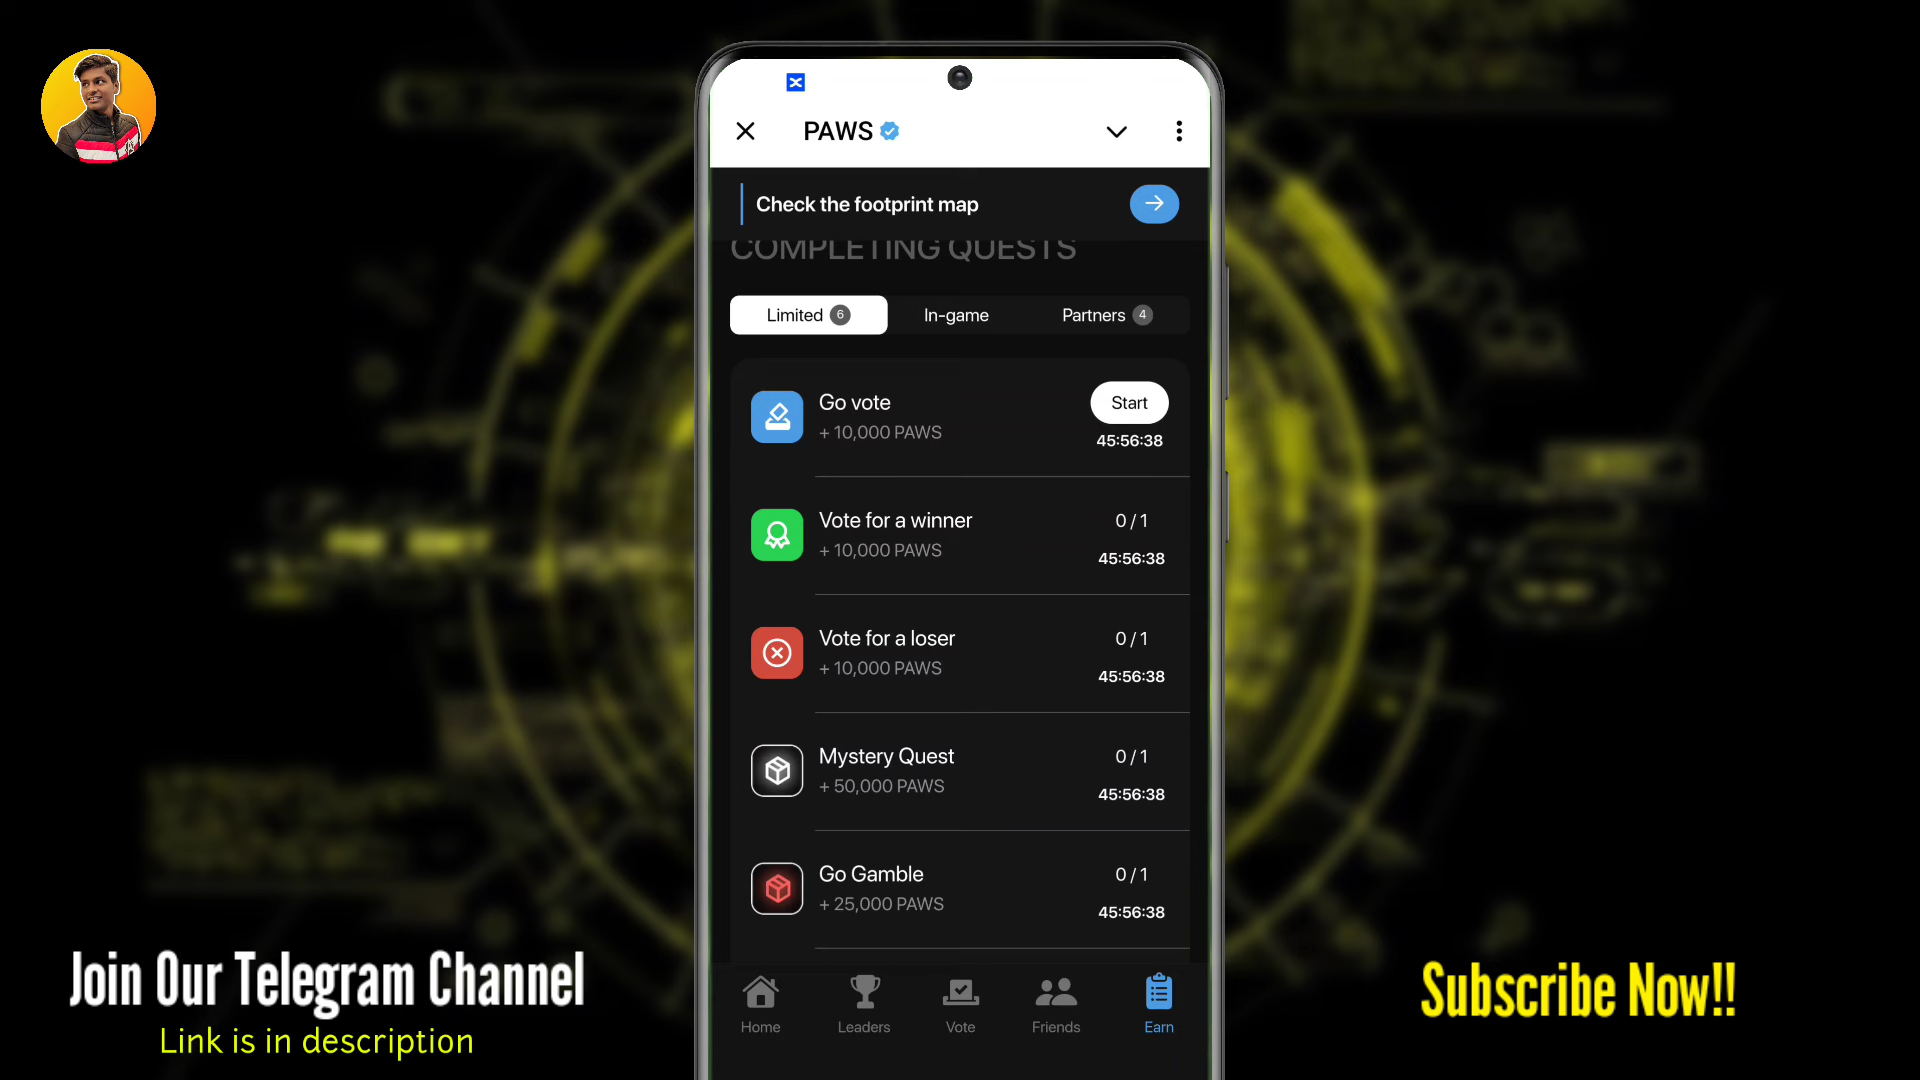 PAWS
Check the footprint map
COMPLETING QUESTS
Limited 6
In-game
Partners 4
Go vote
Start
+ 10,000 PAWS
45:56:38
Vote for a winner
0 / 1
+ 10,000 PAWS
45:56:38
Vote for a loser
0 / 1
+ 10,000 PAWS
45:56:38
Mystery Quest
0 / 1
+ 50,000 PAWS
45:56:38
Go Gamble
0 / 1
+ 25,000 PAWS
45:56:38
Home
Leaders
Vote
Friends
Earn
Join Our Telegram Channel
Link is in description
Subscribe Now!!